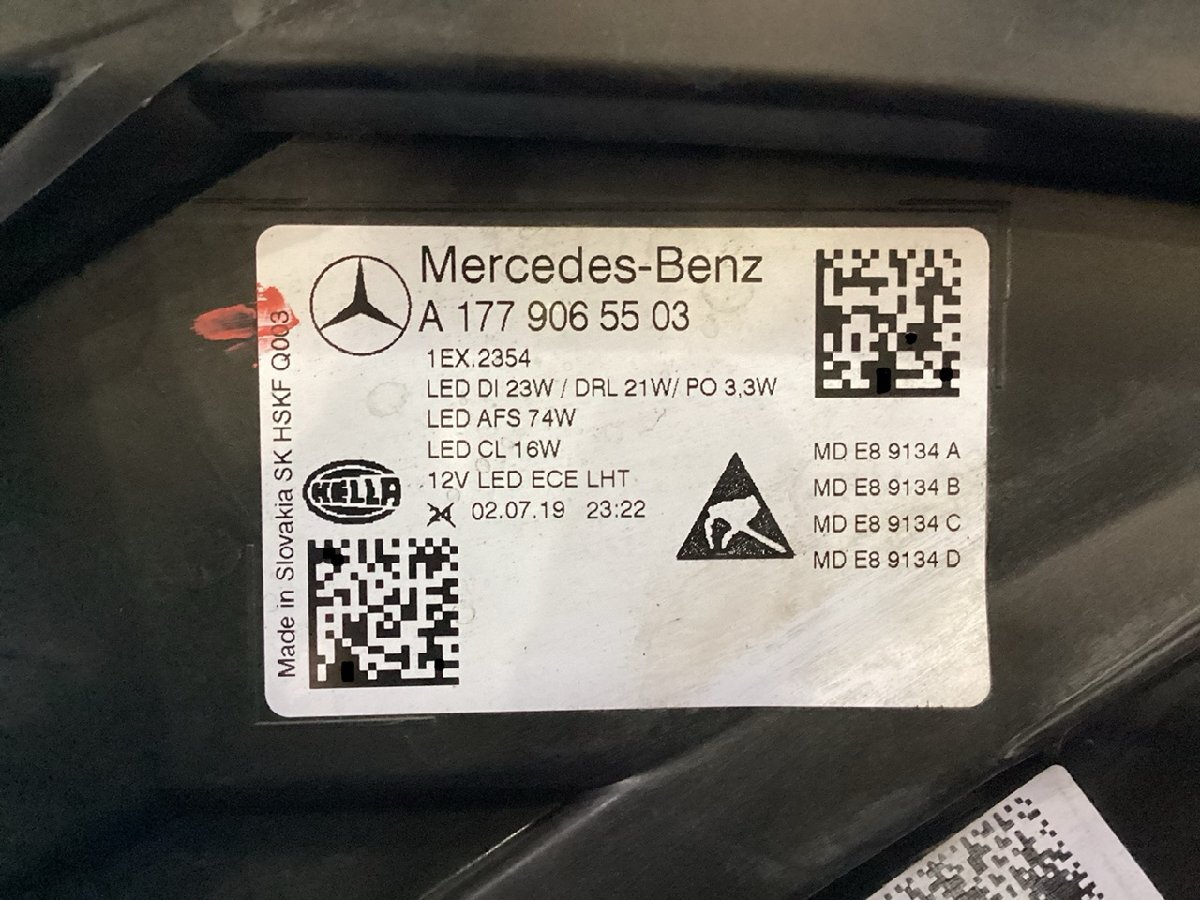 Mercedes-Benz
A 177 906 55 03
1EX.2354
LED DI 23W / DRL 21W/ PO 3,3W
LED AFS 74W
LED CL 16W
12V LED ECE LHT
02.07.19 23:22
HELLA
MD E8 9134 A
MD E8 9134 B
MD E8 9134 C
MD E8 9134 D
Made in Slovakia SK HSKF Q003